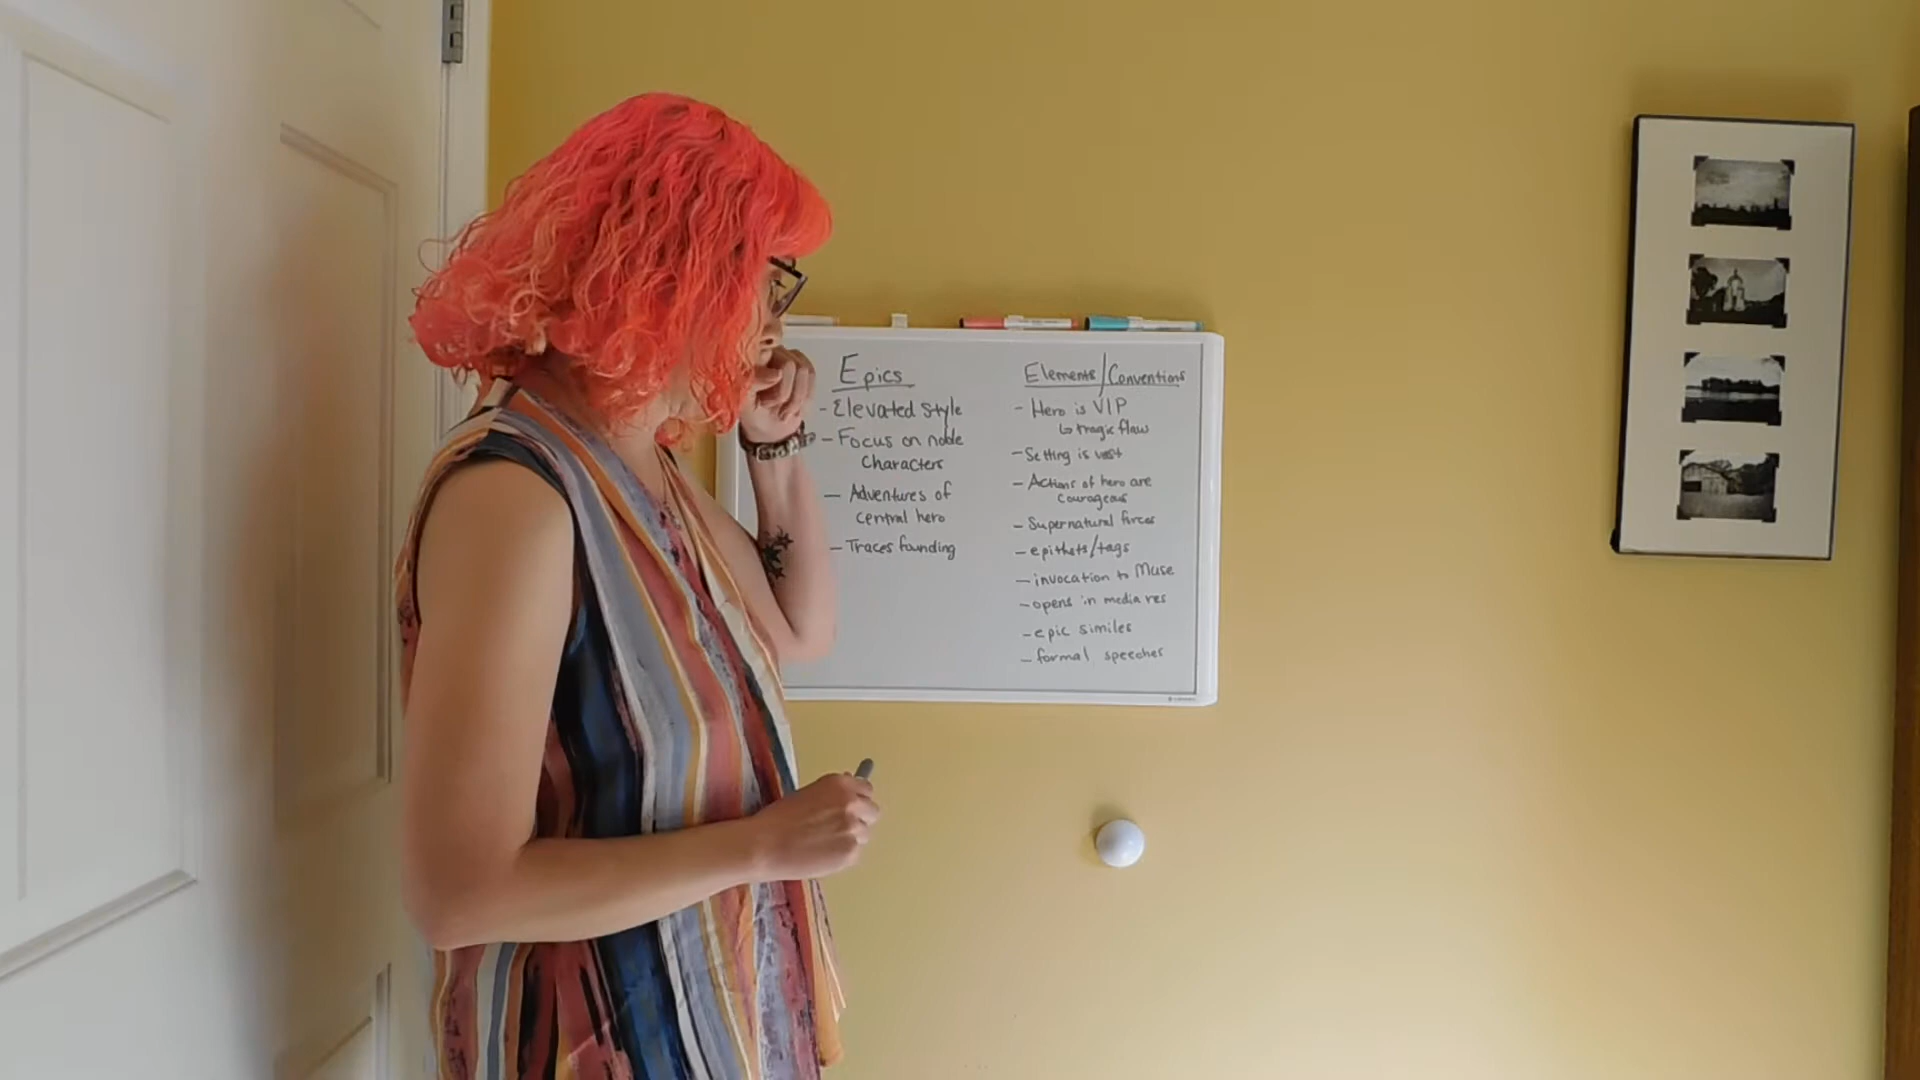 Epics
- Elevated style
- Focus on noble
characters
- Adventures of
central hero
- Traces founding
Elements/Conventions
- Hero is VIP
↳ tragic flaw
- Setting is vast
- Actions of hero are
courageous
- Supernatural forces
- epithets/tags
- invocation to Muse
- opens in media res
- epic similes
- formal speeches